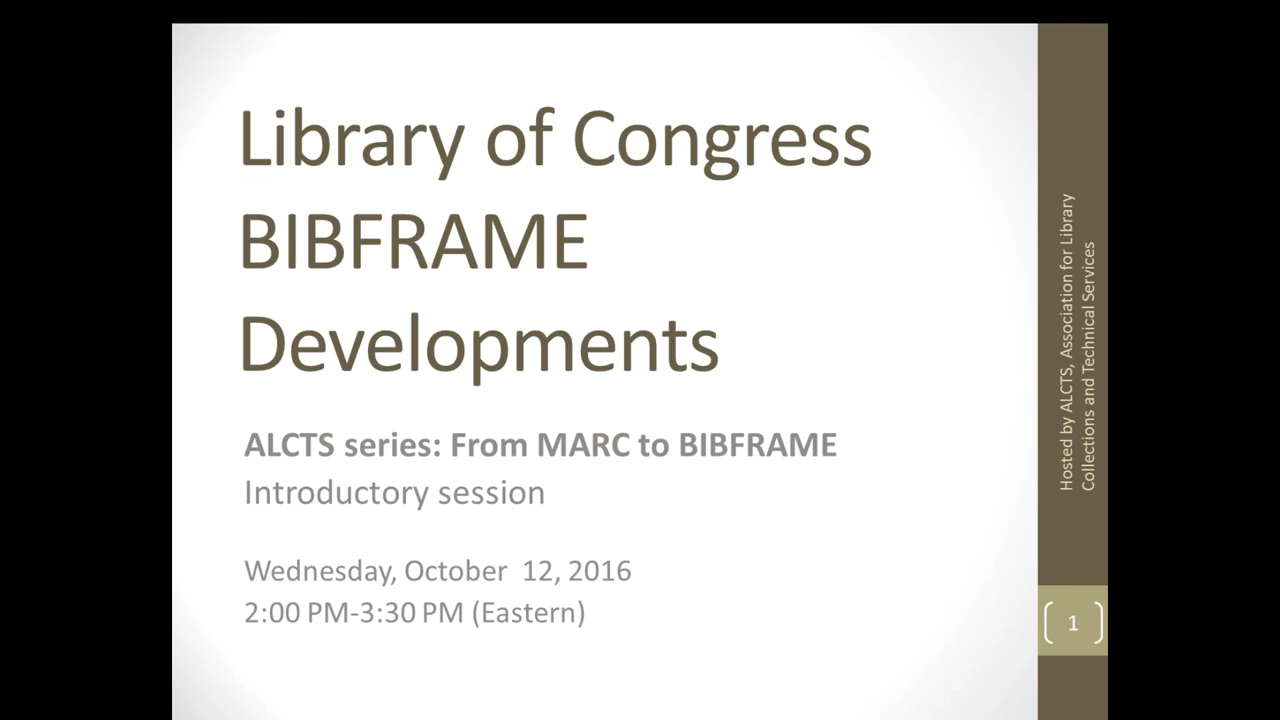 Library of Congress
BIBFRAME
Developments
ALCTS series: From MARC to BIBFRAME
Introductory session
Wednesday, October 12, 2016
2:00 PM-3:30 PM (Eastern)
Hosted by ALCTS, Association for Library
Collections and Technical Services
1